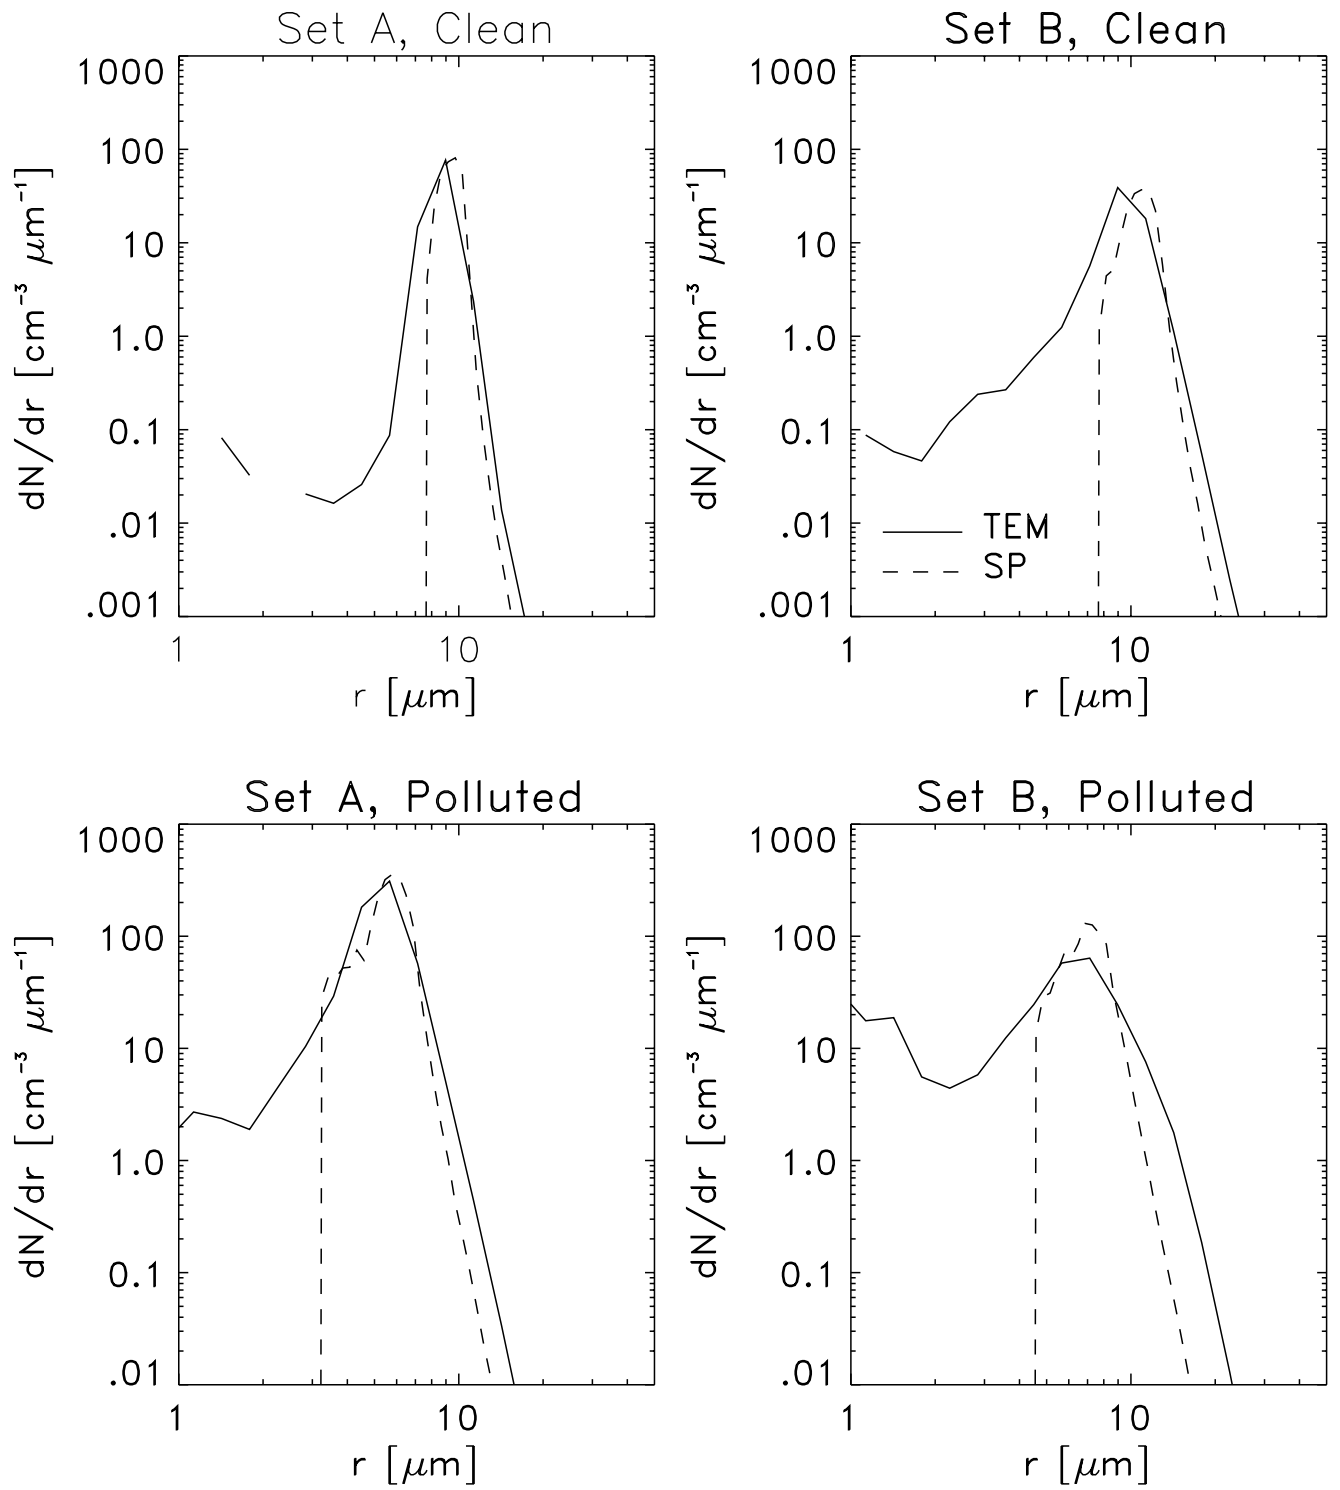 Set A, Clean
1000
100
10
1.0
0.1
.01
.001
dN/dr [cm⁻³ μm⁻¹]
1
10
r [μm]
Set B, Clean
1000
100
10
1.0
0.1
.01
.001
dN/dr [cm⁻³ μm⁻¹]
TEM
SP
1
10
r [μm]
Set A, Polluted
1000
100
10
1.0
0.1
.01
dN/dr [cm⁻³ μm⁻¹]
1
10
r [μm]
Set B, Polluted
1000
100
10
1.0
0.1
.01
dN/dr [cm⁻³ μm⁻¹]
1
10
r [μm]